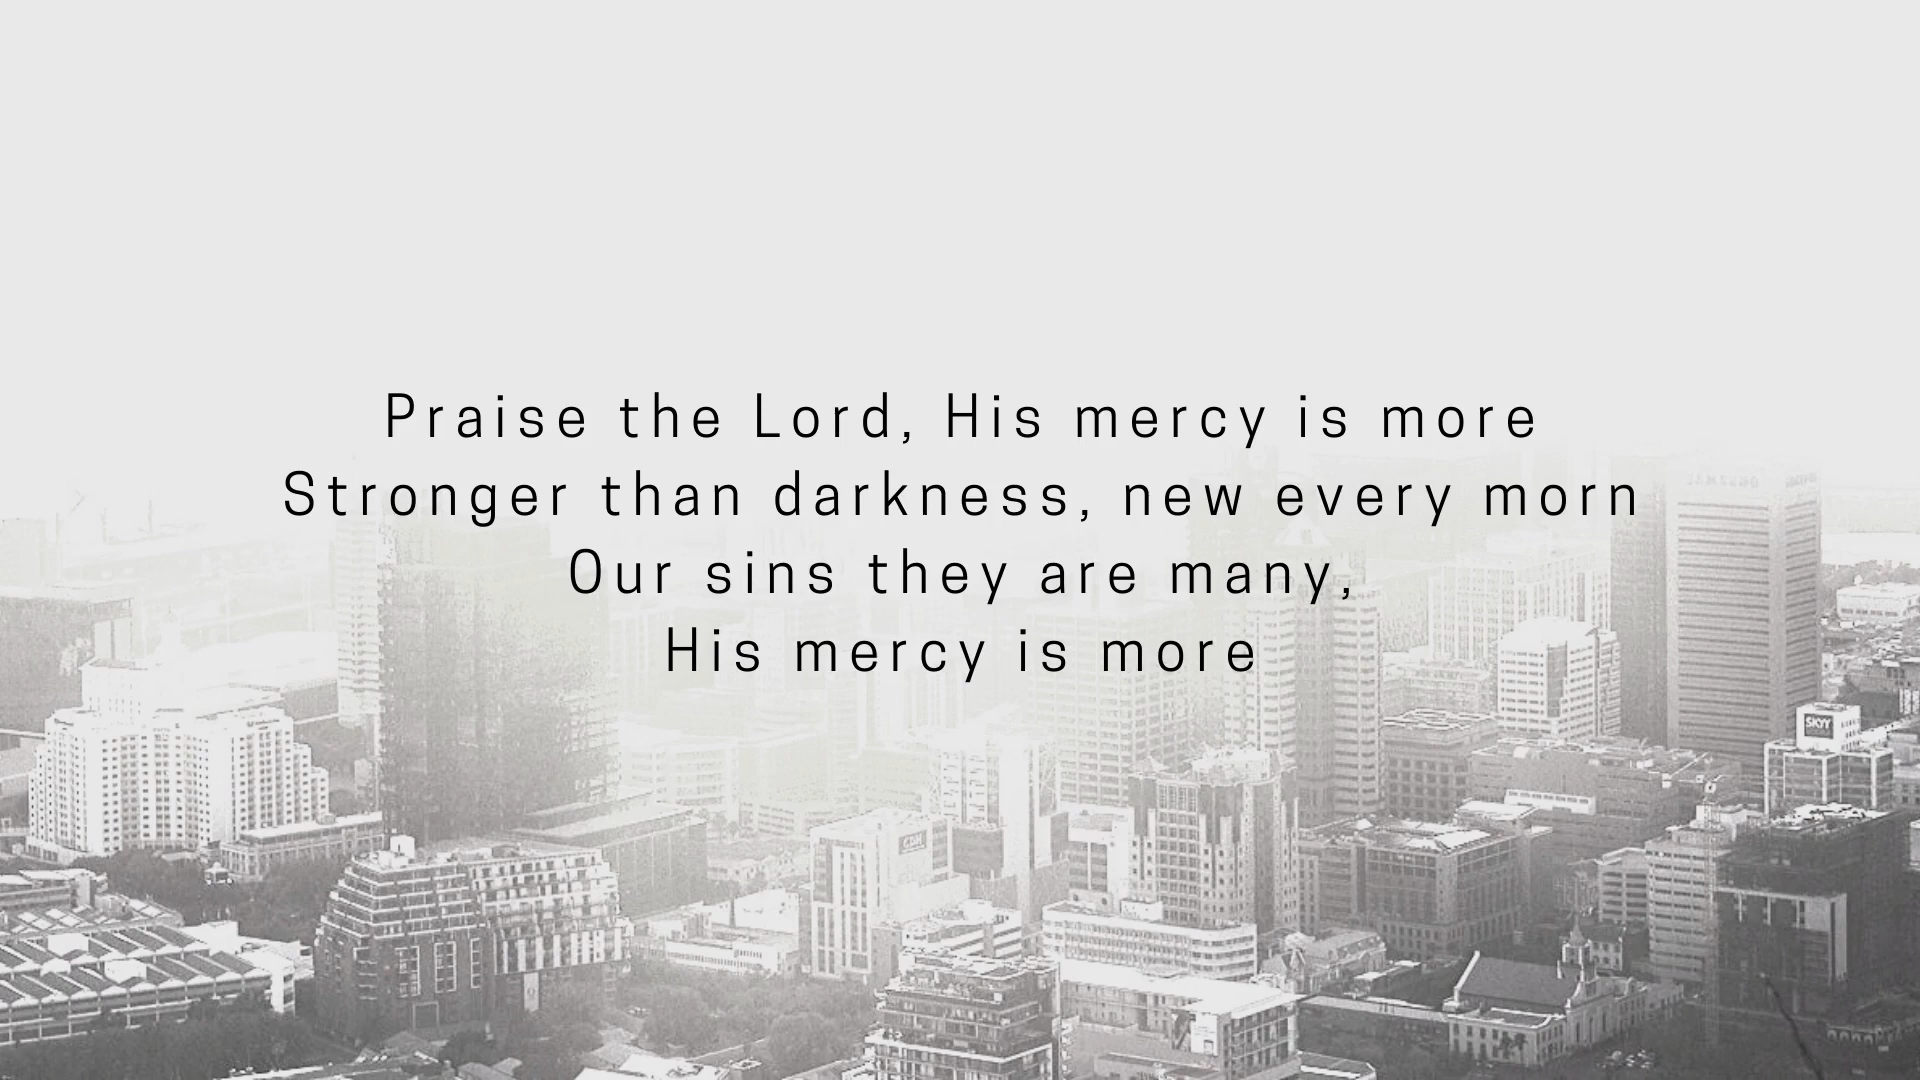 Praise the Lord, His mercy is more
Stronger than darkness, new every morn
Our sins they are many,
His mercy is more
SKYY